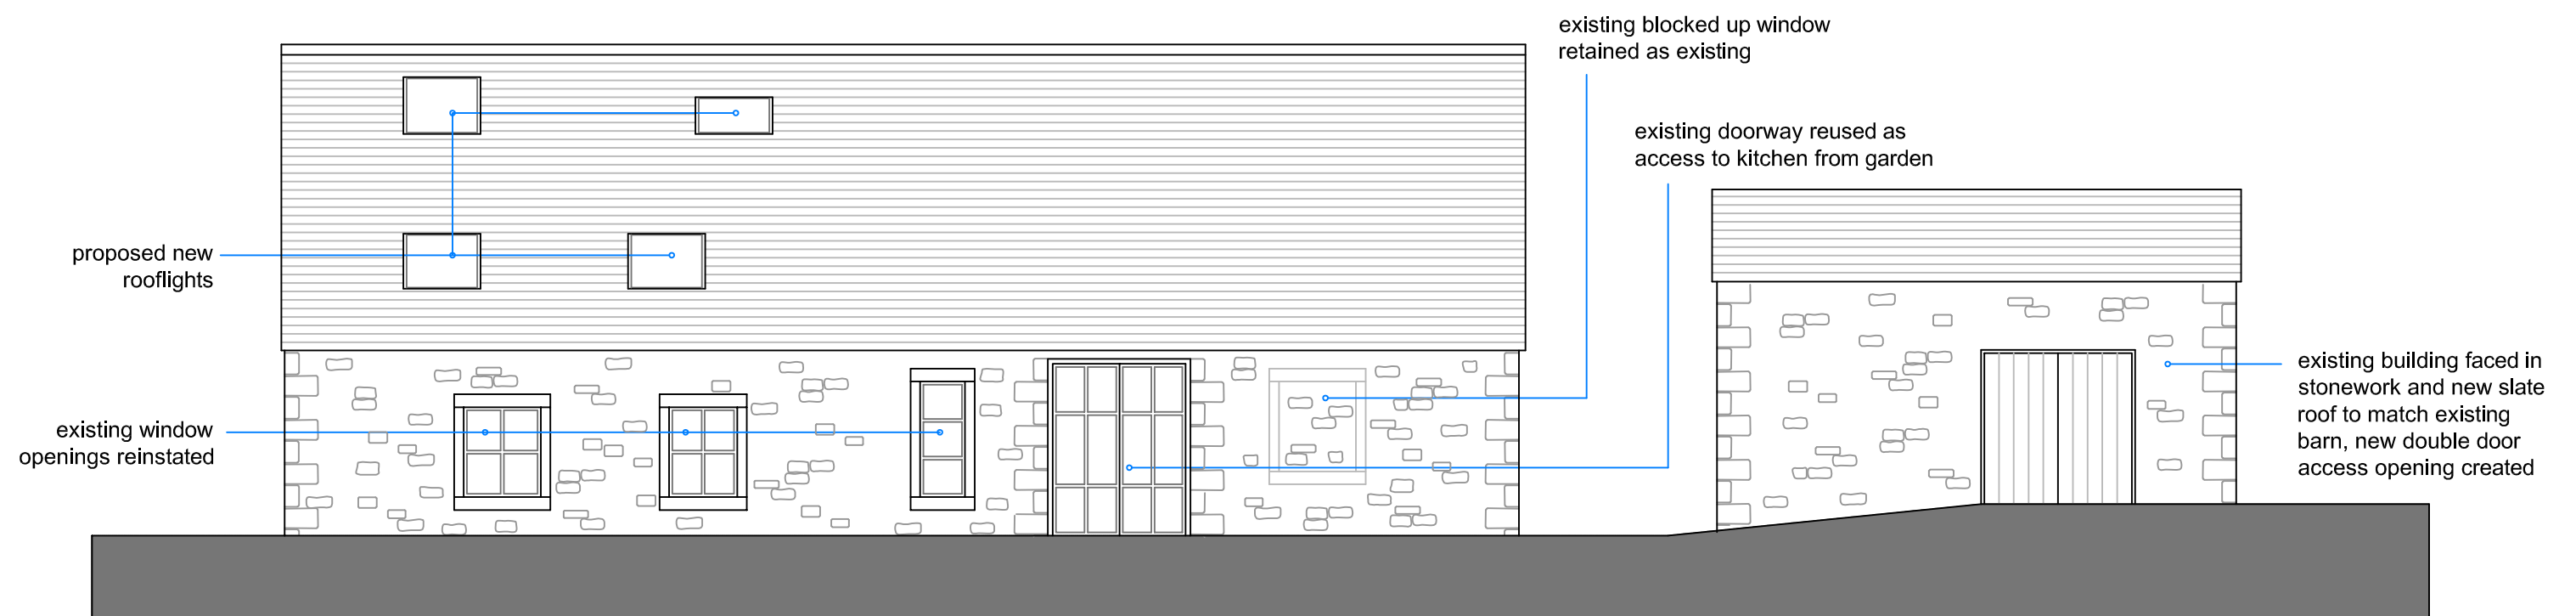 existing blocked up window
retained as existing
existing doorway reused as
access to kitchen from garden
proposed new
rooflights
existing window
openings reinstated
existing building faced in
stonework and new slate
roof to match existing
barn, new double door
access opening created